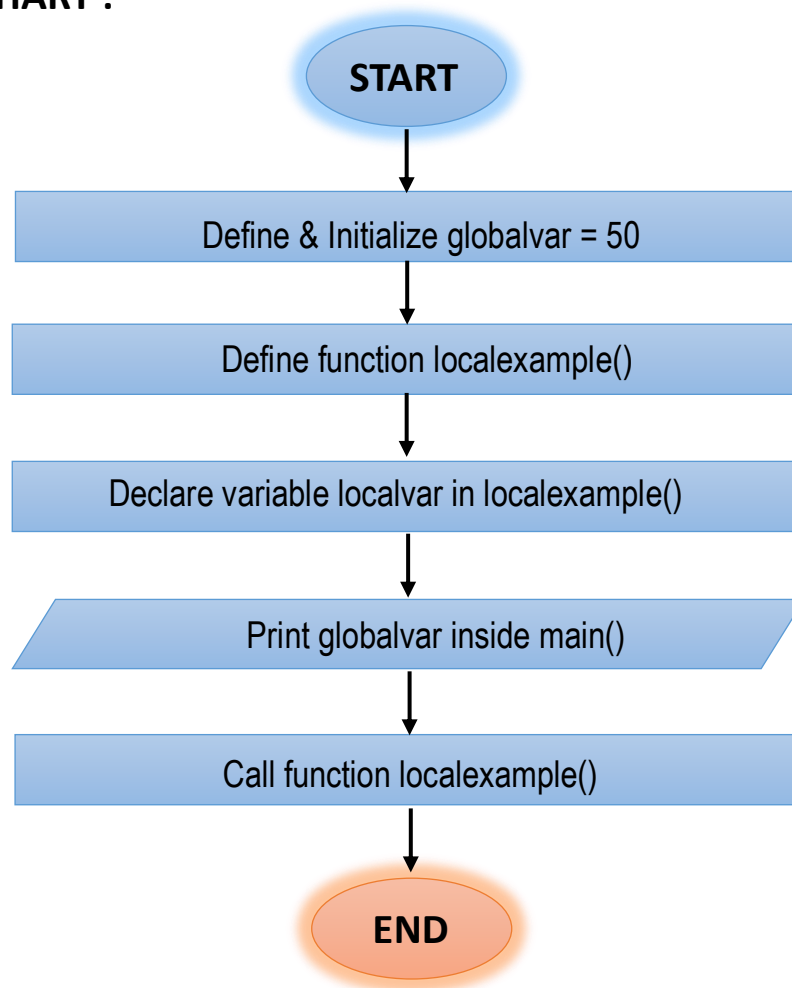 HART :
START
Define & Initialize globalvar = 50
Define function localexample()
Declare variable localvar in localexample()
Print globalvar inside main()
Call function localexample()
END